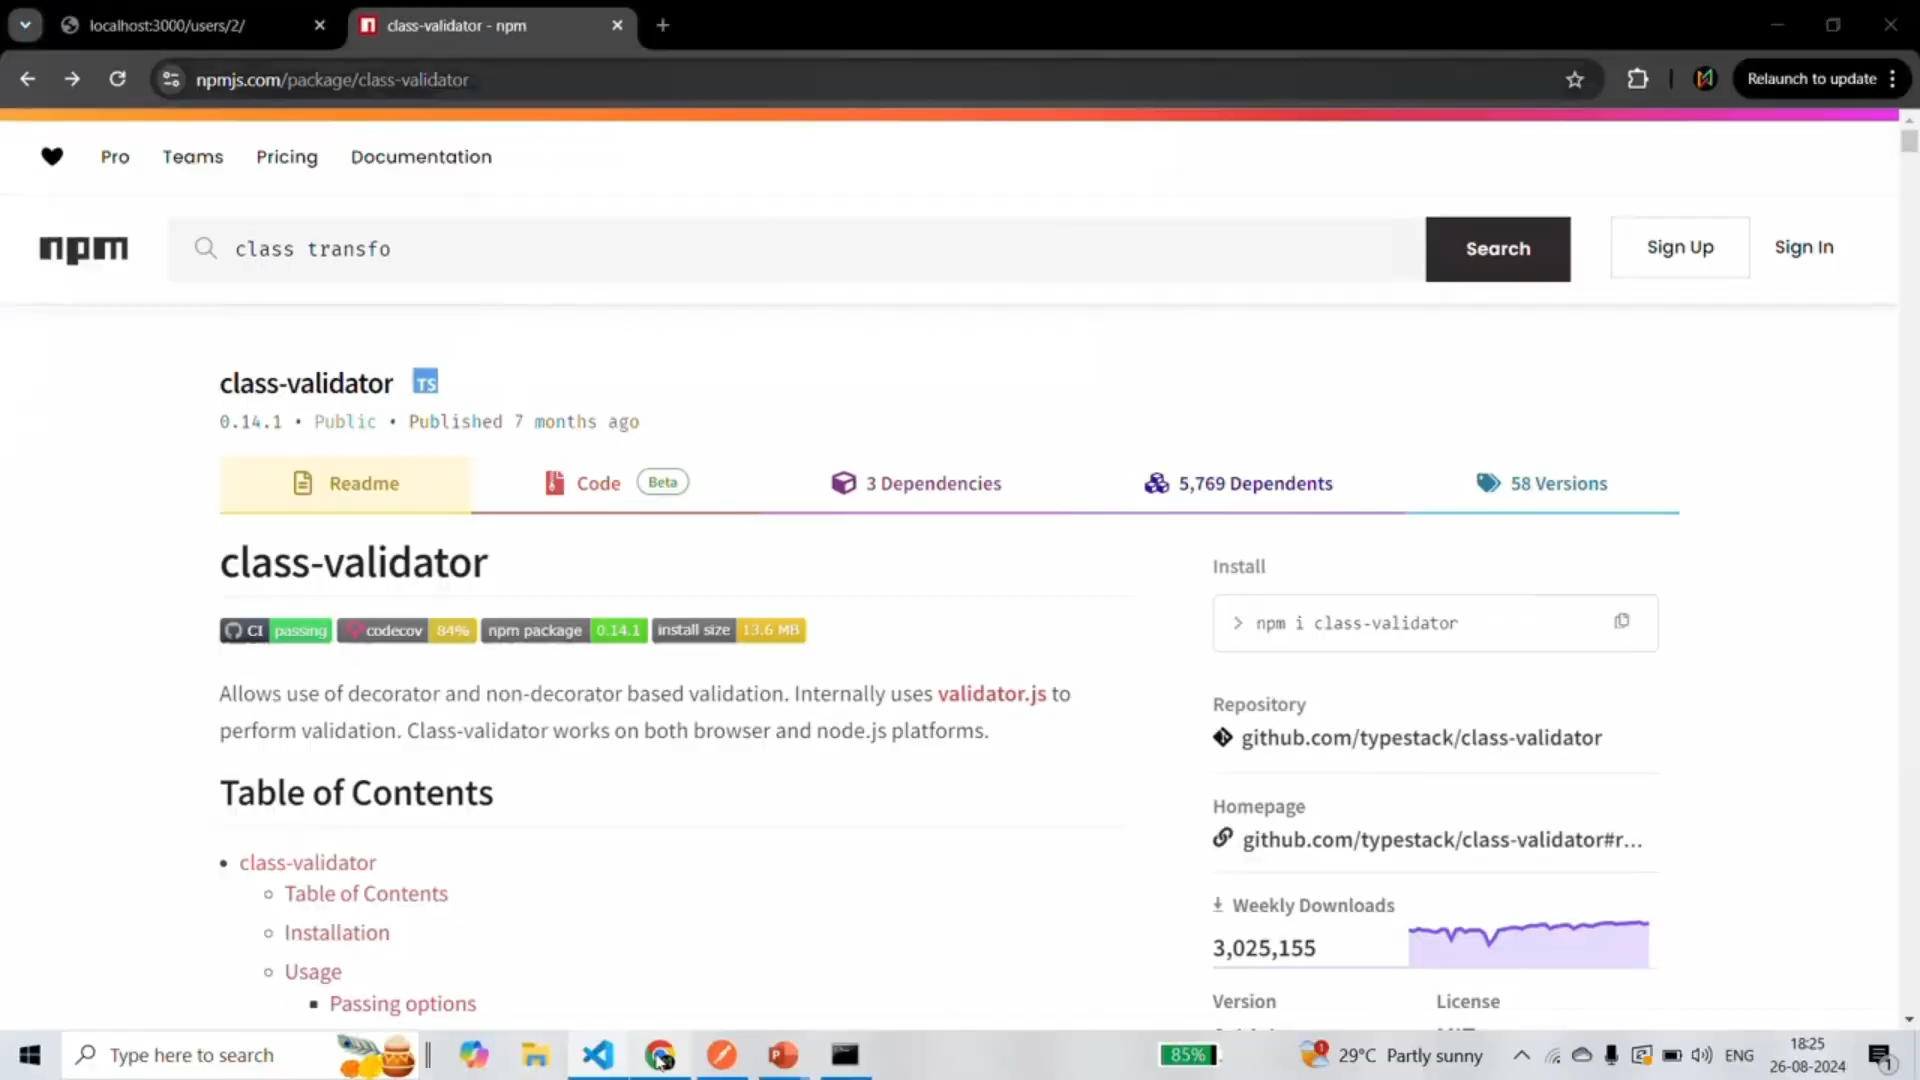 localhost:3000/users/2/
class-validator - npm
npmjs.com/package/class-validator
Relaunch to update
Pro Teams Pricing Documentation
npm
class transfo
Search
Sign Up
Sign In
class-validator TS
0.14.1 • Public • Published 7 months ago
Readme
Code Beta
3 Dependencies
5,769 Dependents
58 Versions
class-validator
CI passing codecov 84% npm package 0.14.1 install size 13.6 MB
Allows use of decorator and non-decorator based validation. Internally uses validator.js to
perform validation. Class-validator works on both browser and node.js platforms.
Table of Contents
class-validator
Table of Contents
Installation
Usage
Passing options
Install
> npm i class-validator
Repository
github.com/typestack/class-validator
Homepage
github.com/typestack/class-validator#r...
Weekly Downloads
3,025,155
Version License
Type here to search
85%
29°C Partly sunny
ENG
18:25
26-08-2024
1